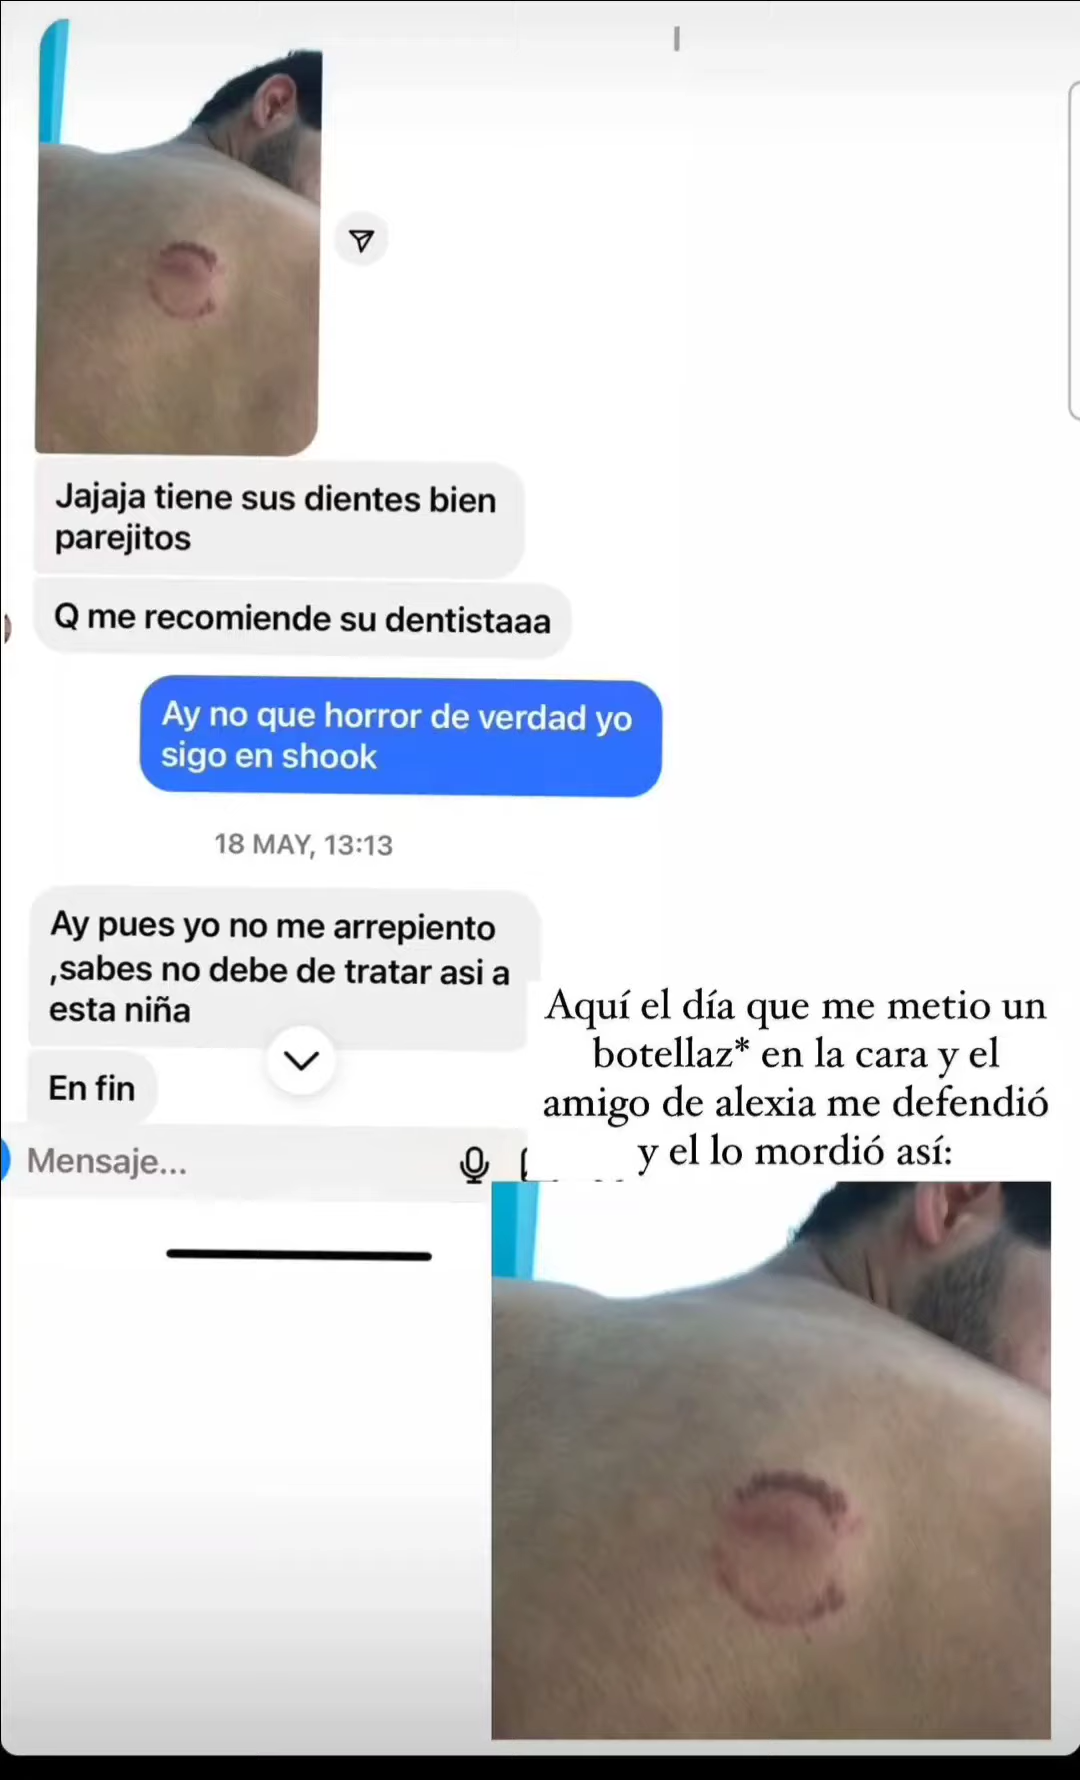 Jajaja tiene sus dientes bien
parejitos
Q me recomiende su dentistaaa
Ay no que horror de verdad yo
sigo en shook
18 MAY, 13:13
Ay pues yo no me arrepiento
,sabes no debe de tratar asi a
esta niña
En fin
Mensaje...
Aquí el día que me metio un
botellaz* en la cara y el
amigo de alexia me defendió
y el lo mordió así: